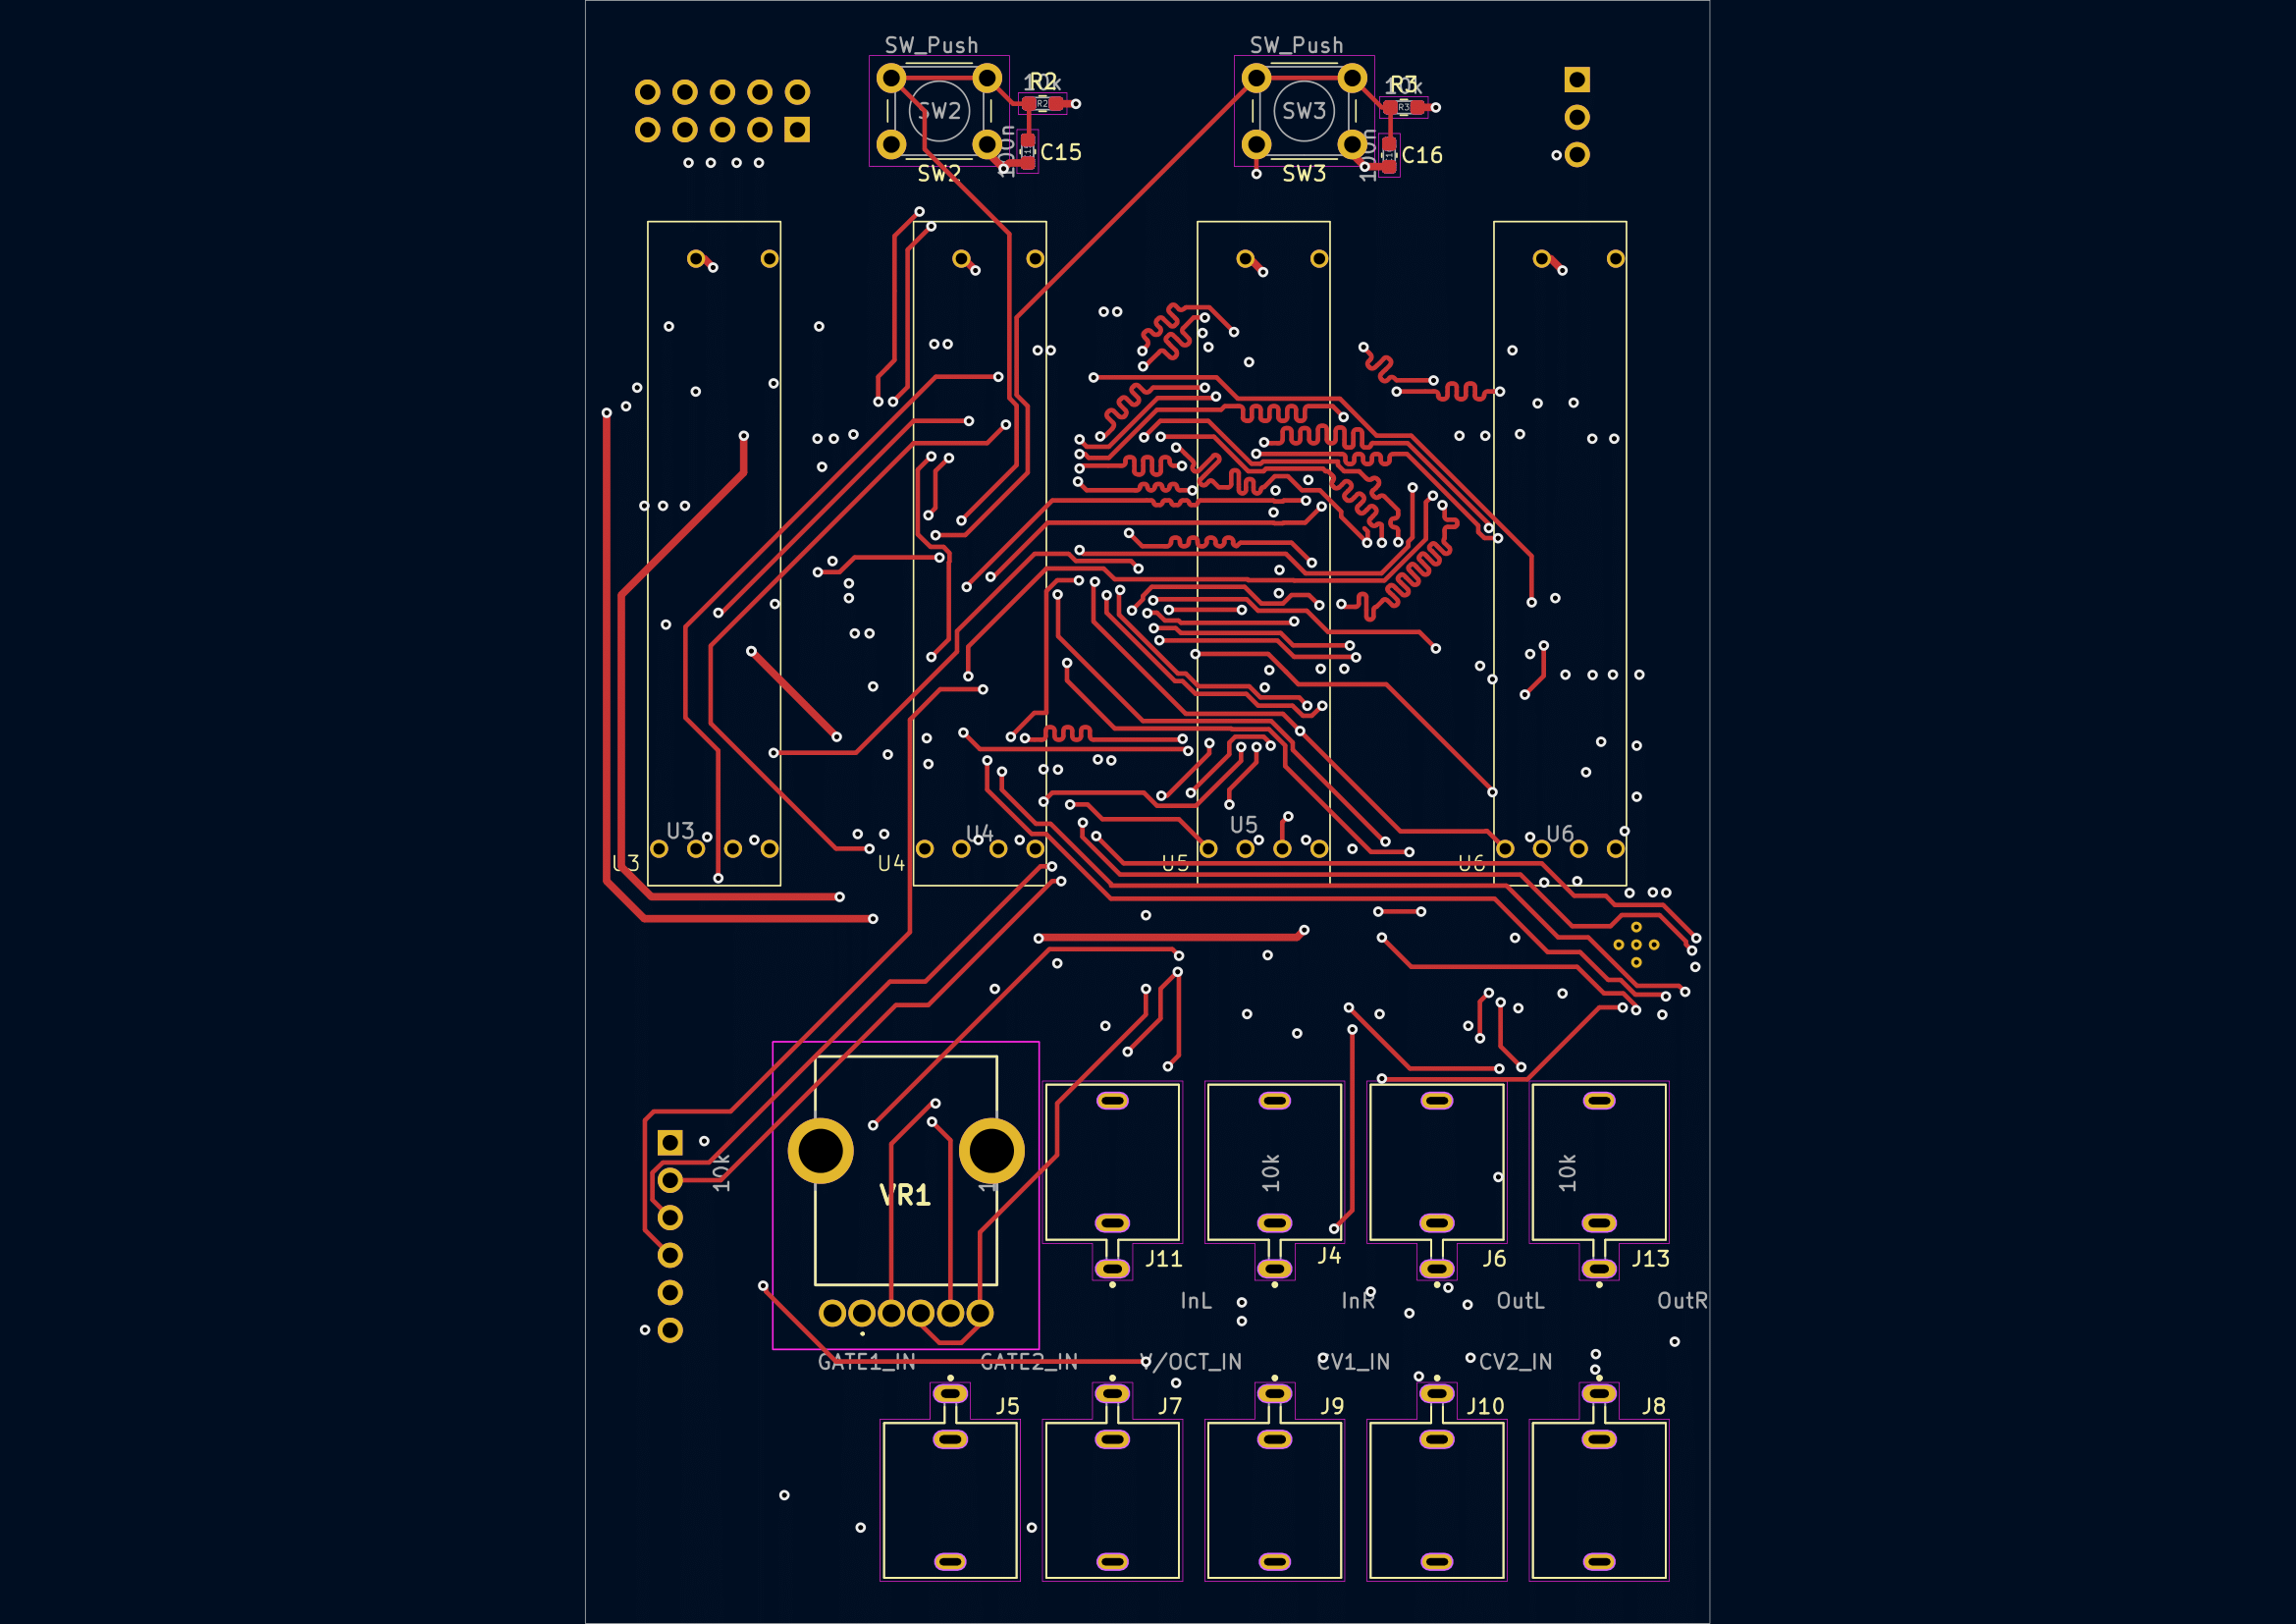 SW_Push
SW_Push
R2
10k
R2
R3
10k
R3
SW2
SW3
100n
C15
100n
C16
SW2
SW3
U3
U4
U5
U6
U3
U4
U5
U6
10k
10k
10k
VR1
J11
J4
J6
J13
InL
InR
OutL
OutR
GATE1_IN
GATE2_IN
V/OCT_IN
CV1_IN
CV2_IN
J5
J7
J9
J10
J8